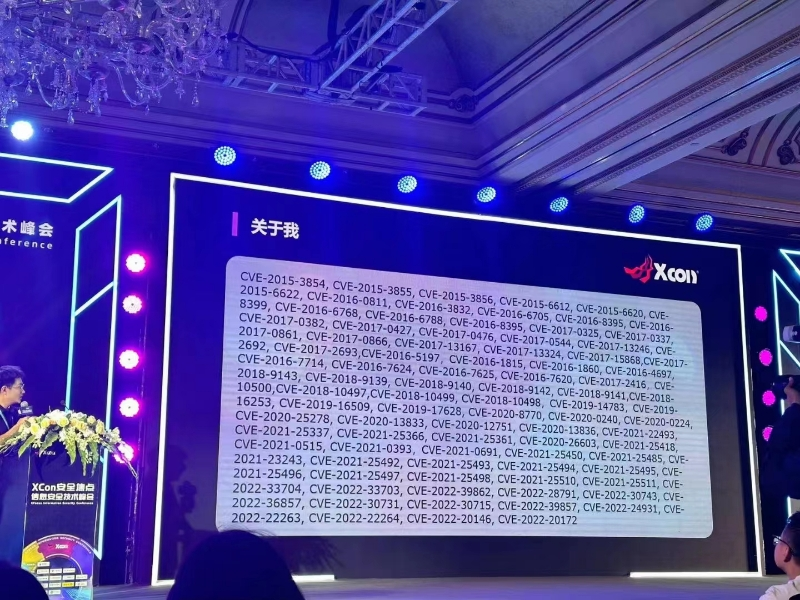 术峰会
nference
关于我
Xcon
CVE-2015-3854, CVE-2015-3855, CVE-2015-3856, CVE-2015-6612, CVE-2015-6620, CVE-
2015-6622, CVE-2016-0811, CVE-2016-3832, CVE-2016-6705, CVE-2016-8395, CVE-2016-
8399, CVE-2016-6768, CVE-2016-6788, CVE-2016-8395, CVE-2017-0325, CVE-2017-0337,
CVE-2017-0382, CVE-2017-0427, CVE-2017-0476, CVE-2017-0544, CVE-2017-13246, CVE-
2017-0861, CVE-2017-0866, CVE-2017-13167, CVE-2017-13324, CVE-2017-15868,CVE-2017-
2692, CVE-2017-2693,CVE-2016-5197, CVE-2016-1815, CVE-2016-1860, CVE-2016-4697,
CVE-2016-7714, CVE-2016-7624, CVE-2016-7625, CVE-2016-7620, CVE-2017-2416, CVE-
2018-9143, CVE-2018-9139, CVE-2018-9140, CVE-2018-9142, CVE-2018-9141,CVE-2018-
10500,CVE-2018-10497,CVE-2018-10499, CVE-2018-10498, CVE-2019-14783, CVE-2019-
16253, CVE-2019-16509, CVE-2019-17628, CVE-2020-8770, CVE-2020-0240, CVE-2020-0224,
CVE-2020-25278, CVE-2020-13833, CVE-2020-12751, CVE-2020-13836, CVE-2021-22493,
CVE-2021-25337, CVE-2021-25366, CVE-2021-25361, CVE-2020-26603, CVE-2021-25418,
CVE-2021-0515, CVE-2021-0393, CVE-2021-0691, CVE-2021-25450, CVE-2021-25485, CVE-
2021-23243, CVE-2021-25492, CVE-2021-25493, CVE-2021-25494, CVE-2021-25495, CVE-
2021-25496, CVE-2021-25497, CVE-2021-25498, CVE-2021-25510, CVE-2021-25511, CVE-
2022-33704, CVE-2022-33703, CVE-2022-39862, CVE-2022-28791, CVE-2022-30743, CVE-
2022-36857, CVE-2022-30731, CVE-2022-30715, CVE-2022-39857, CVE-2022-24931, CVE-
2022-22263, CVE-2022-22264, CVE-2022-20146, CVE-2022-20172
XCon安全焦点
信息安全技术峰会
XFocus Information Security Conference
Xcon